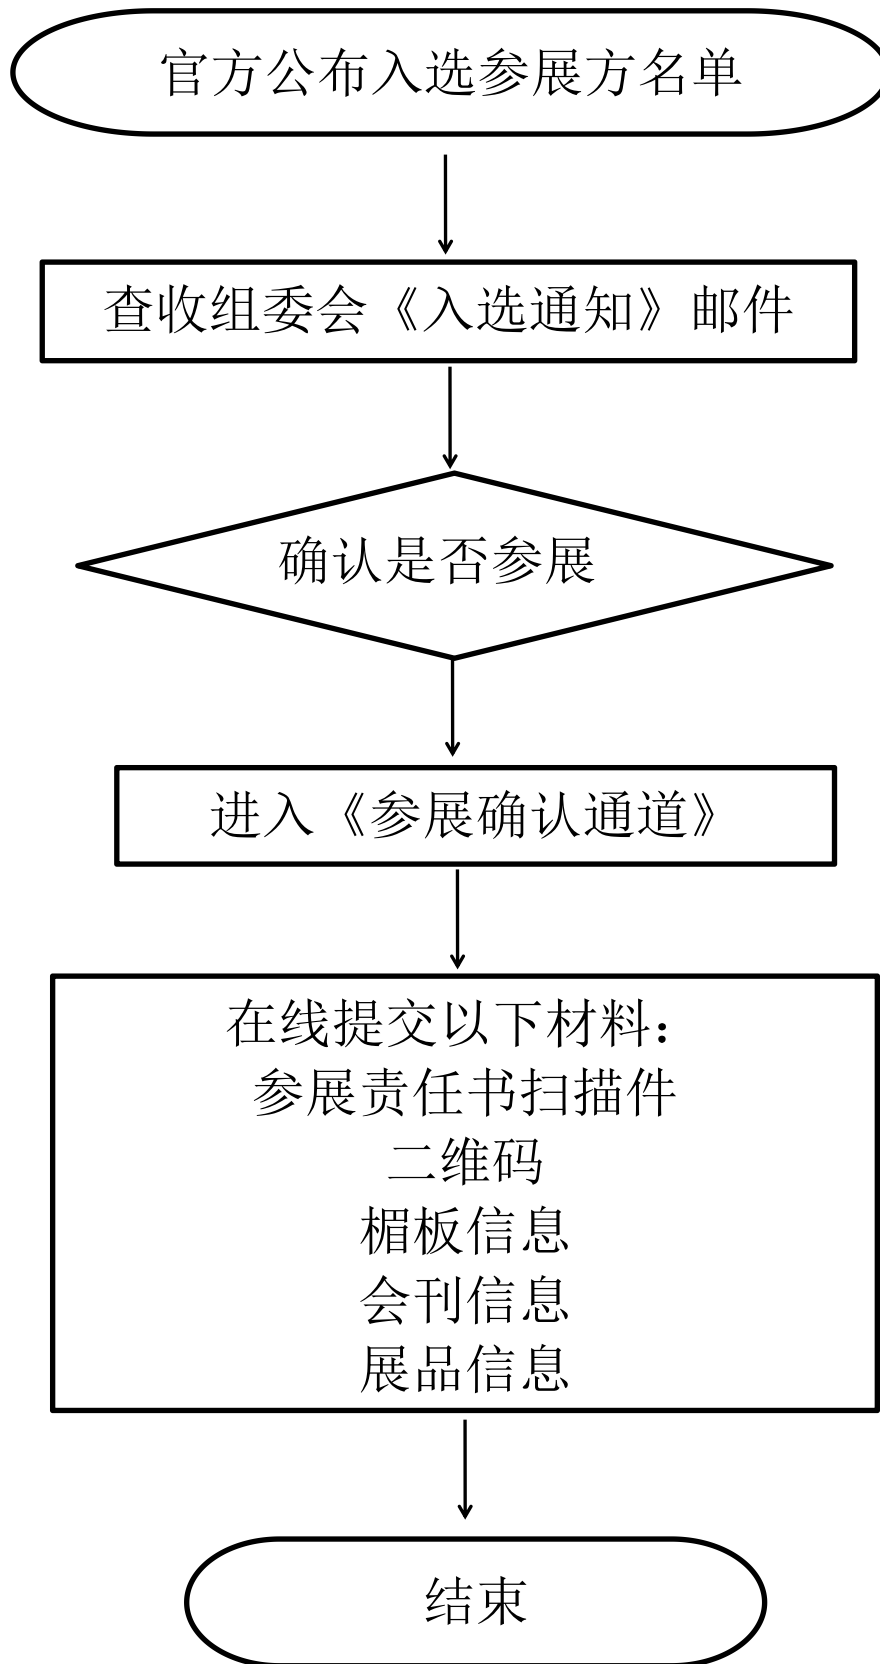 官方公布入选参展方名单
查收组委会《入选通知》邮件
确认是否参展
进入《参展确认通道》
在线提交以下材料：
参展责任书扫描件
二维码
楣板信息
会刊信息
展品信息
结束